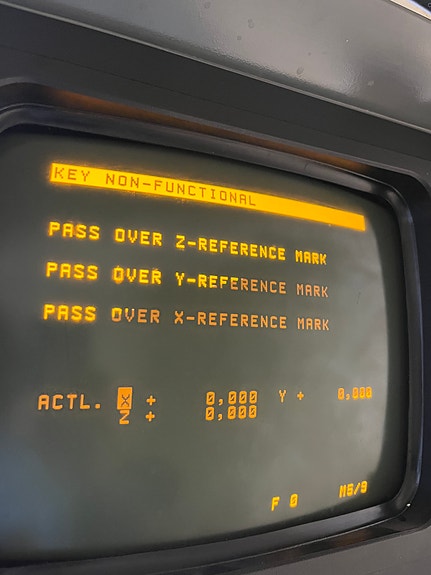 KEY NON-FUNCTIONAL
PASS OVER Z-REFERENCE MARK
PASS OVER Y-REFERENCE MARK
PASS OVER X-REFERENCE MARK
ACTL. X + 0,000 Y + 0,000
Z + 0,000
F 0 M5/9